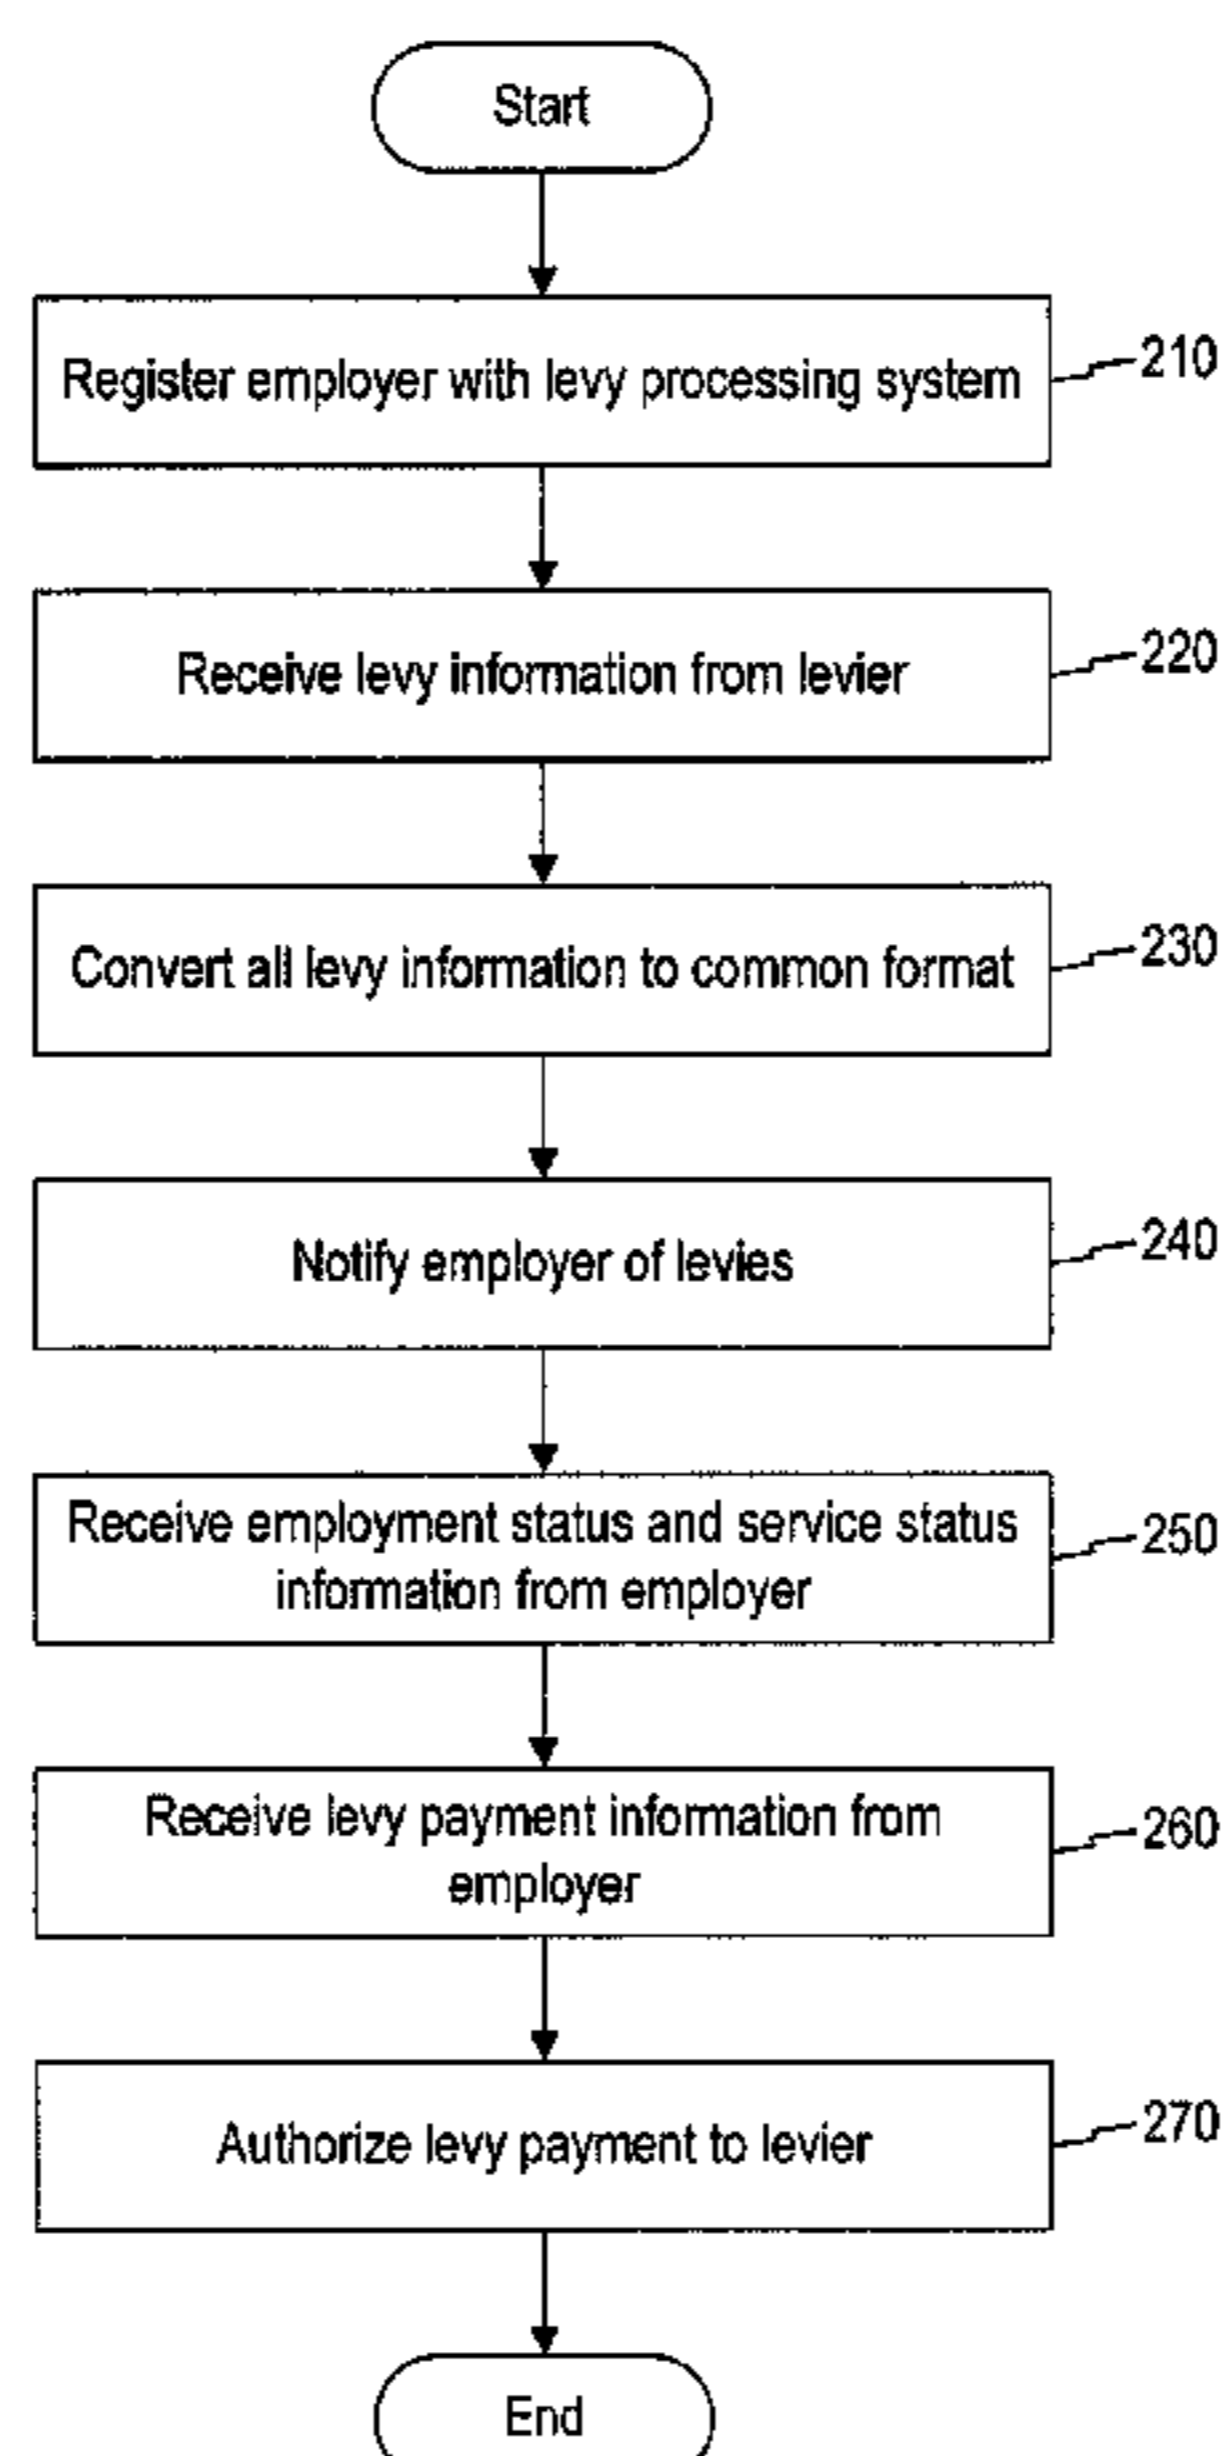 Start
Register employer with levy processing system
210
Receive levy information from levier
220
Convert all levy information to common format
230
Notify employer of levies
240
Receive employment status and service status
information from employer
250
Receive levy payment information from
employer
260
Authorize levy payment to levier
270
End